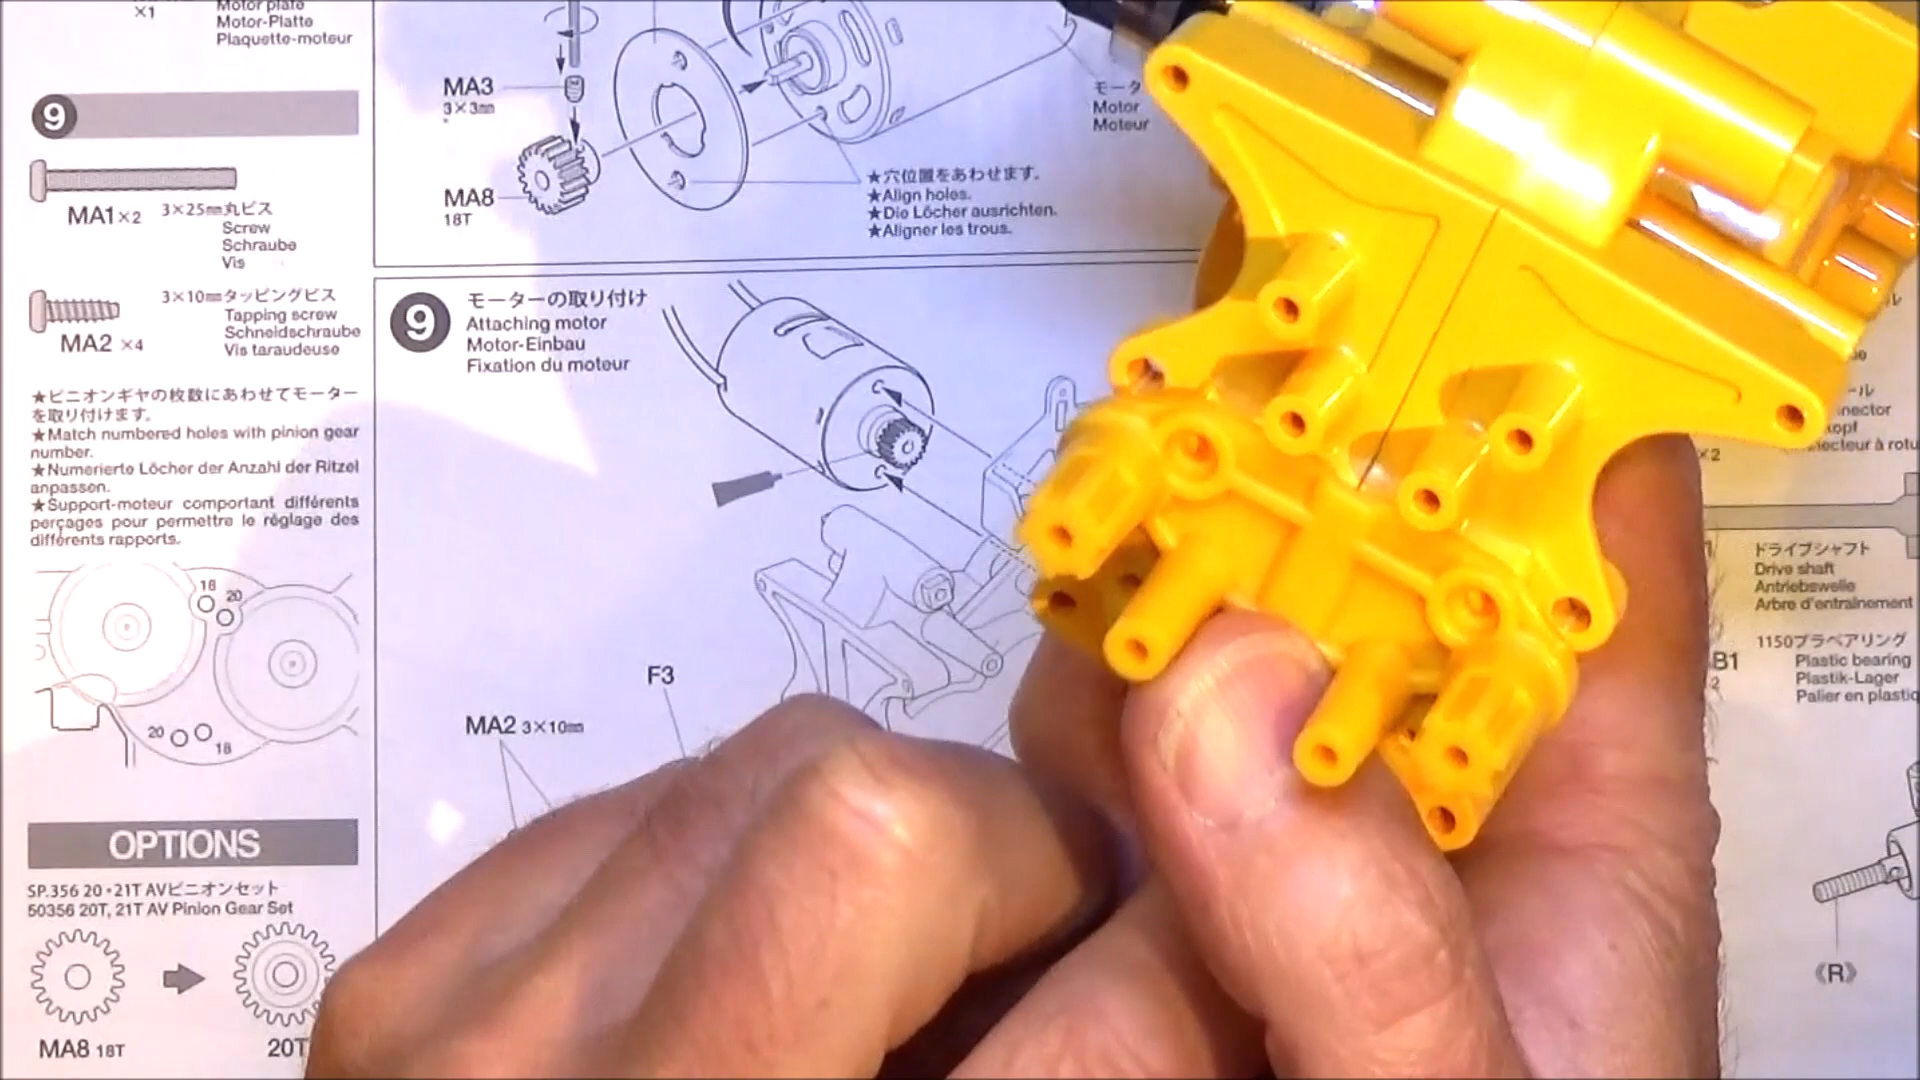 ×1
Motor plate
Motor-Platte
Plaquette-moteur
9
MA1×2
3×25㎜丸ビス
Screw
Schraube
Vis
MA2 ×4
3×10㎜タッピングビス
Tapping screw
Schneidschraube
Vis taraudeuse
★ピニオンギヤの枚数にあわせてモーター
を取り付けます。
★Match numbered holes with pinion gear
number.
★Numerierte Löcher der Anzahl der Ritzel
anpassen.
★Support-moteur comportant différents
perçages pour permettre le réglage des
différents rapports.
18
20
20
18
OPTIONS
SP.356 20・21T AVピニオンセット
50356 20T, 21T AV Pinion Gear Set
MA8 18T
20T
MA3
3×3㎜
MA8
18T
モータ
Motor
Moteur
★穴位置をあわせます。
★Align holes.
★Die Löcher ausrichten.
★Aligner les trous.
9
モーターの取り付け
Attaching motor
Motor-Einbau
Fixation du moteur
F3
MA2 3×10㎜
×2
ドライブシャフト
Drive shaft
Antriebswelle
Arbre d'entraînement
B1
2
1150プラベアリング
Plastic bearing
Plastik-Lager
Palier en plastiq
《R》